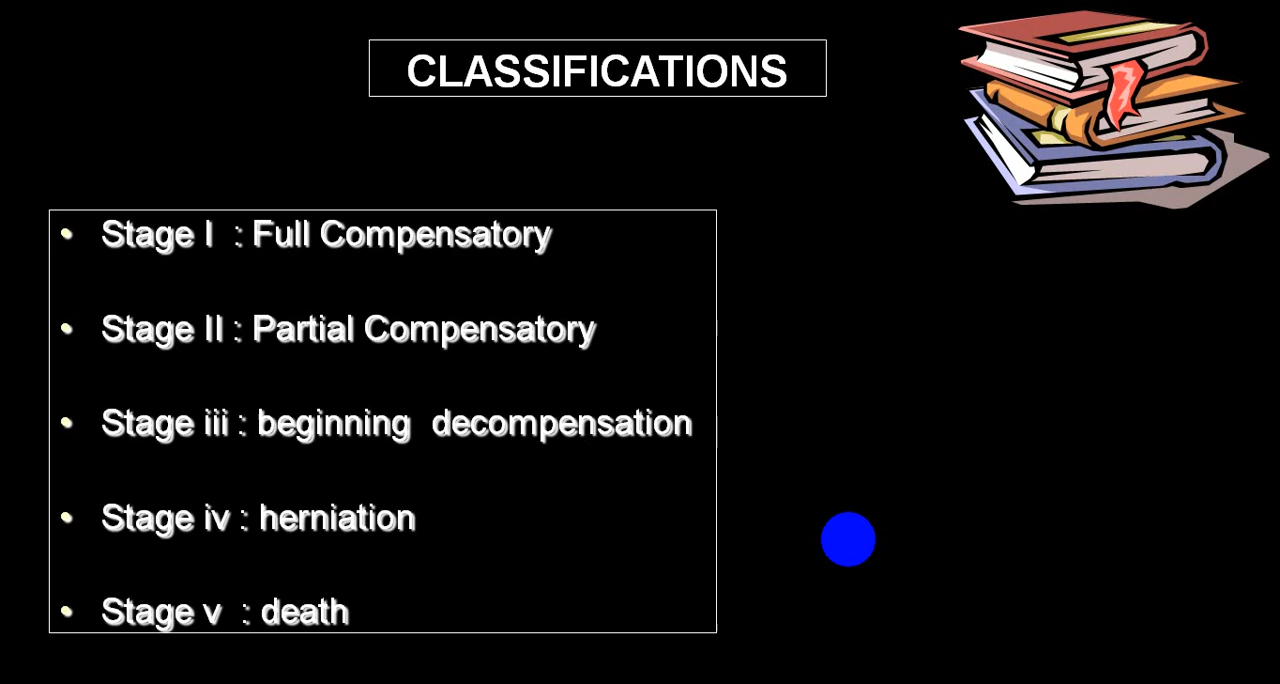 CLASSIFICATIONS
• Stage I : Full Compensatory
• Stage II : Partial Compensatory
• Stage iii : beginning decompensation
• Stage iv : herniation
• Stage v : death